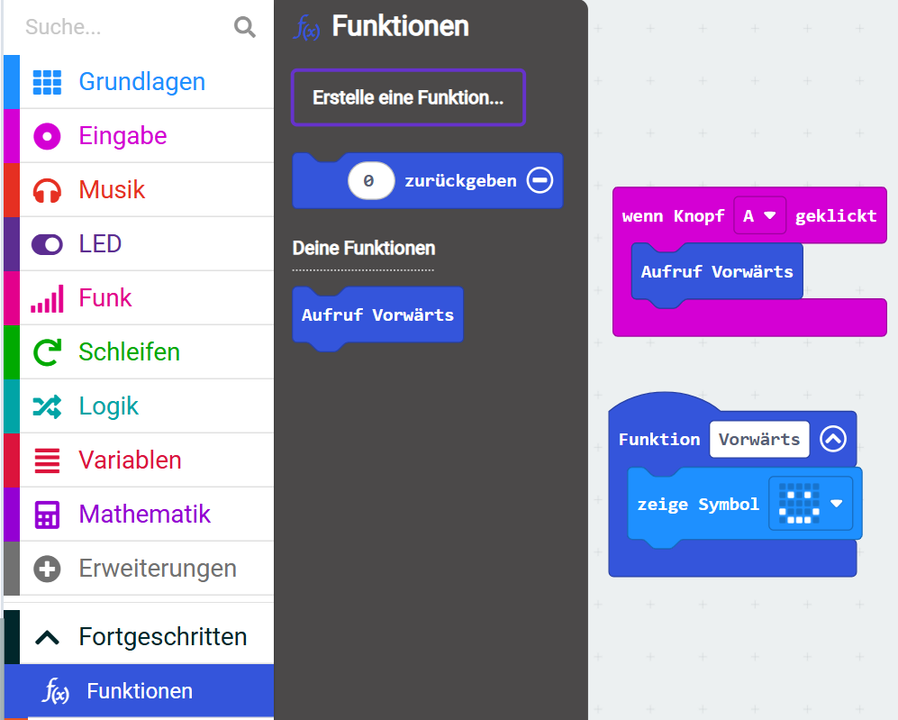 Suche...
Grundlagen
Eingabe
Musik
LED
Funk
Schleifen
Logik
Variablen
Mathematik
Erweiterungen
Fortgeschritten
f(x) Funktionen
f(x) Funktionen
Erstelle eine Funktion...
0 zurückgeben
Deine Funktionen
Aufruf Vorwärts
wenn Knopf A geklickt
Aufruf Vorwärts
Funktion Vorwärts
zeige Symbol